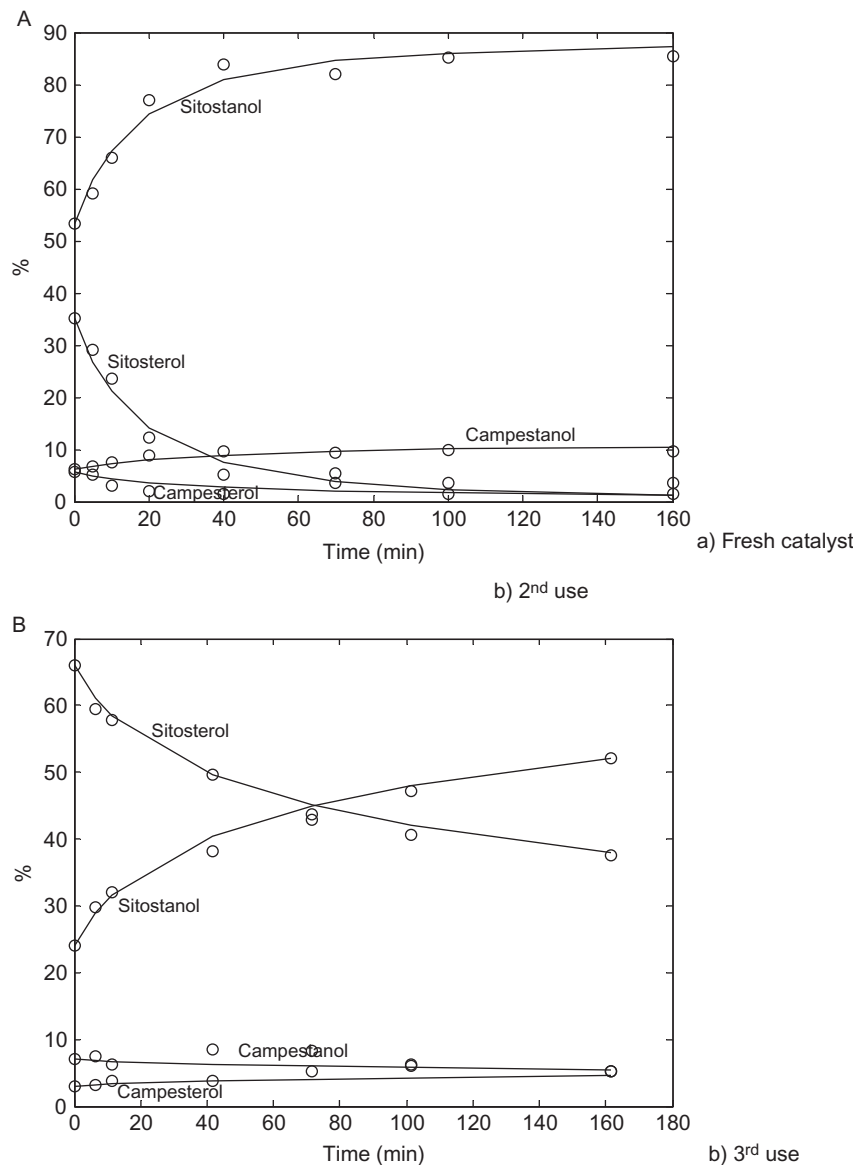 A
90
80
70
60
50
40
30
20
10
0
%
Sitostanol
Sitosterol
Campestanol
Campesterol
0 20 40 60 80 100 120 140 160
Time (min)
a) Fresh catalyst
b) 2nd use
B
70
60
50
40
30
20
10
0
%
Sitosterol
Sitostanol
Campestanol
Campesterol
0 20 40 60 80 100 120 140 160 180
Time (min)
b) 3rd use